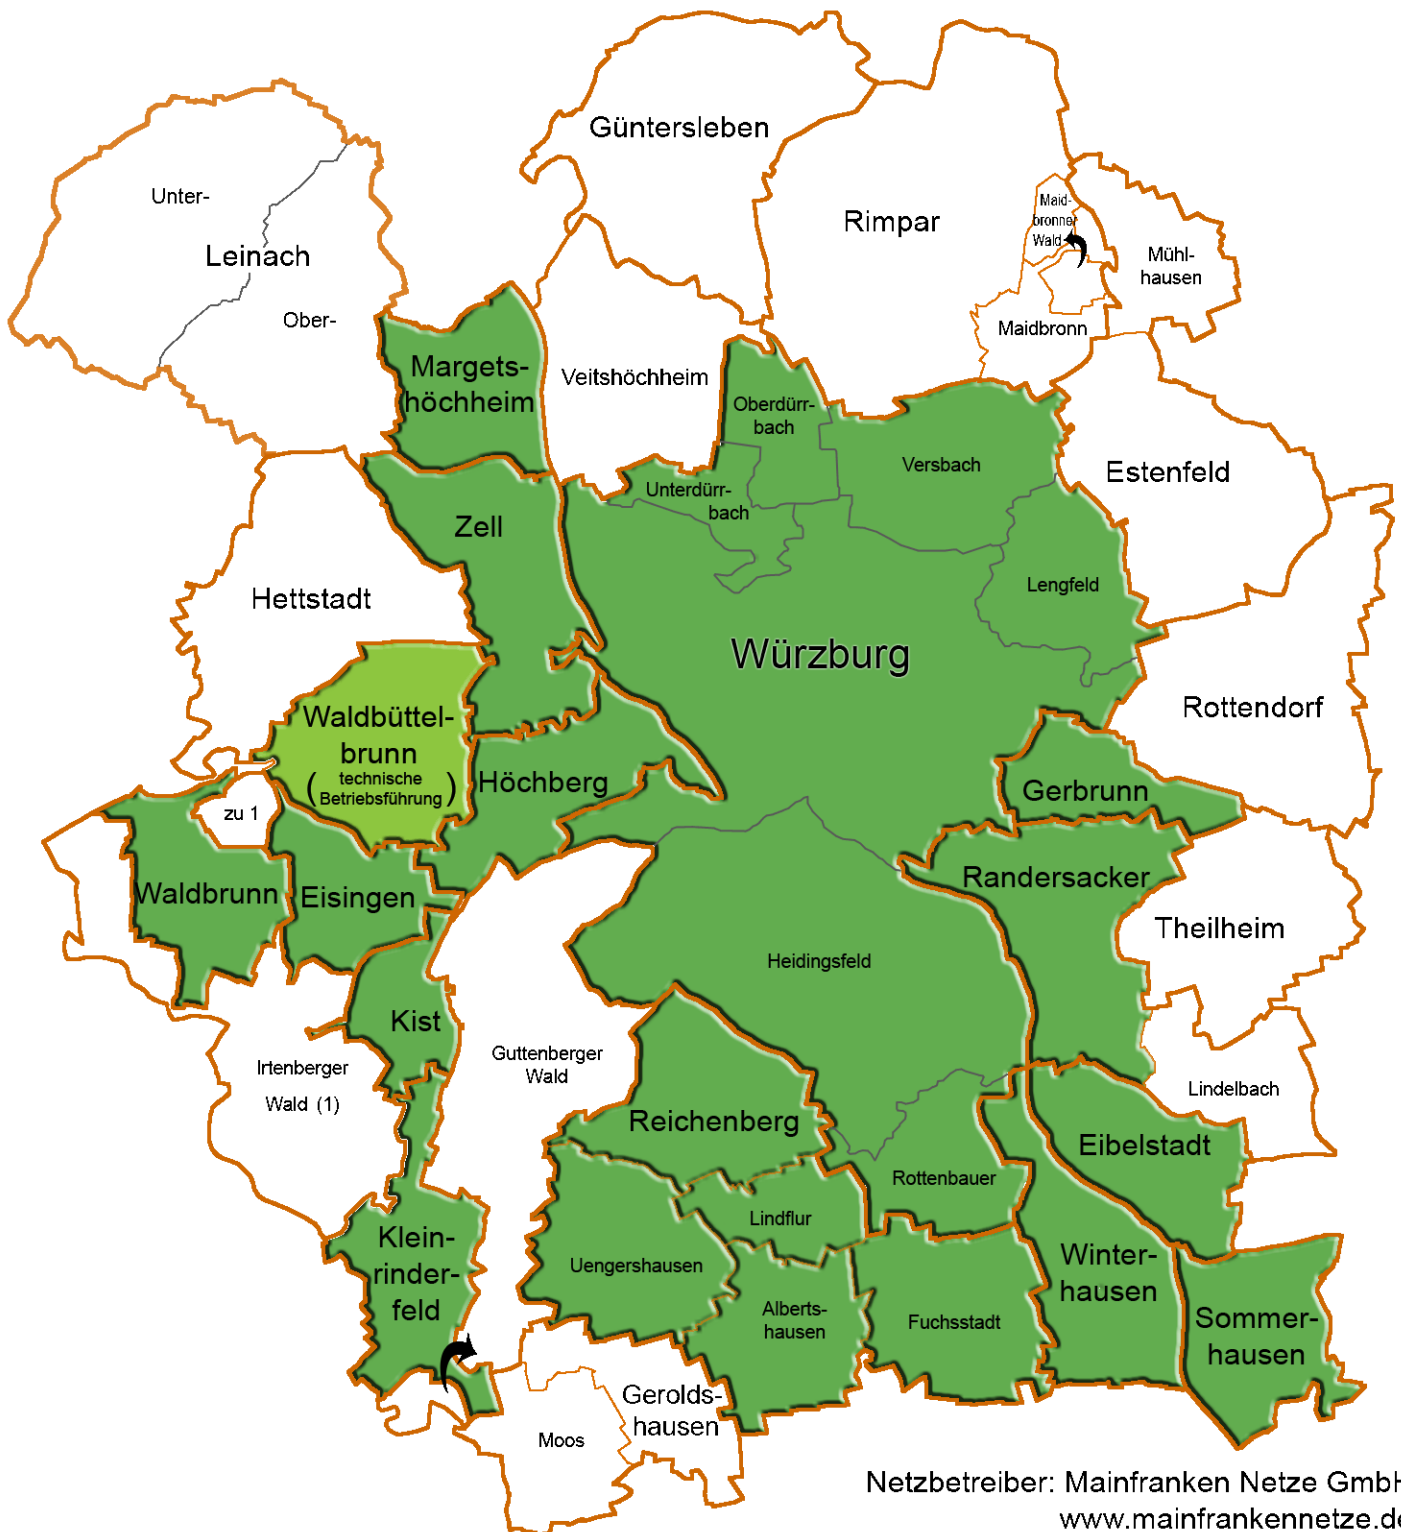 Güntersleben
Unter-
Leinach
Ober-
Rimpar
Maid-
bronner
Wald
Mühl-
hausen
Maidbronn
Margets-
höchheim
Veitshöchheim
Oberdürr-
bach
Versbach
Unterdürr-
bach
Estenfeld
Zell
Lengfeld
Hettstadt
Würzburg
Rottendorf
Waldbüttel-
brunn
( technische
Betriebsführung )
Höchberg
Gerbrunn
zu 1
Waldbrunn
Eisingen
Randersacker
Theilheim
Heidingsfeld
Kist
Guttenberger
Wald
Irtenberger
Wald (1)
Lindelbach
Reichenberg
Eibelstadt
Rottenbauer
Lindflur
Klein-
rinder-
feld
Uengershausen
Winter-
hausen
Alberts-
hausen
Fuchsstadt
Sommer-
hausen
Gerolds-
hausen
Moos
Netzbetreiber: Mainfranken Netze GmbH
www.mainfrankennetze.de